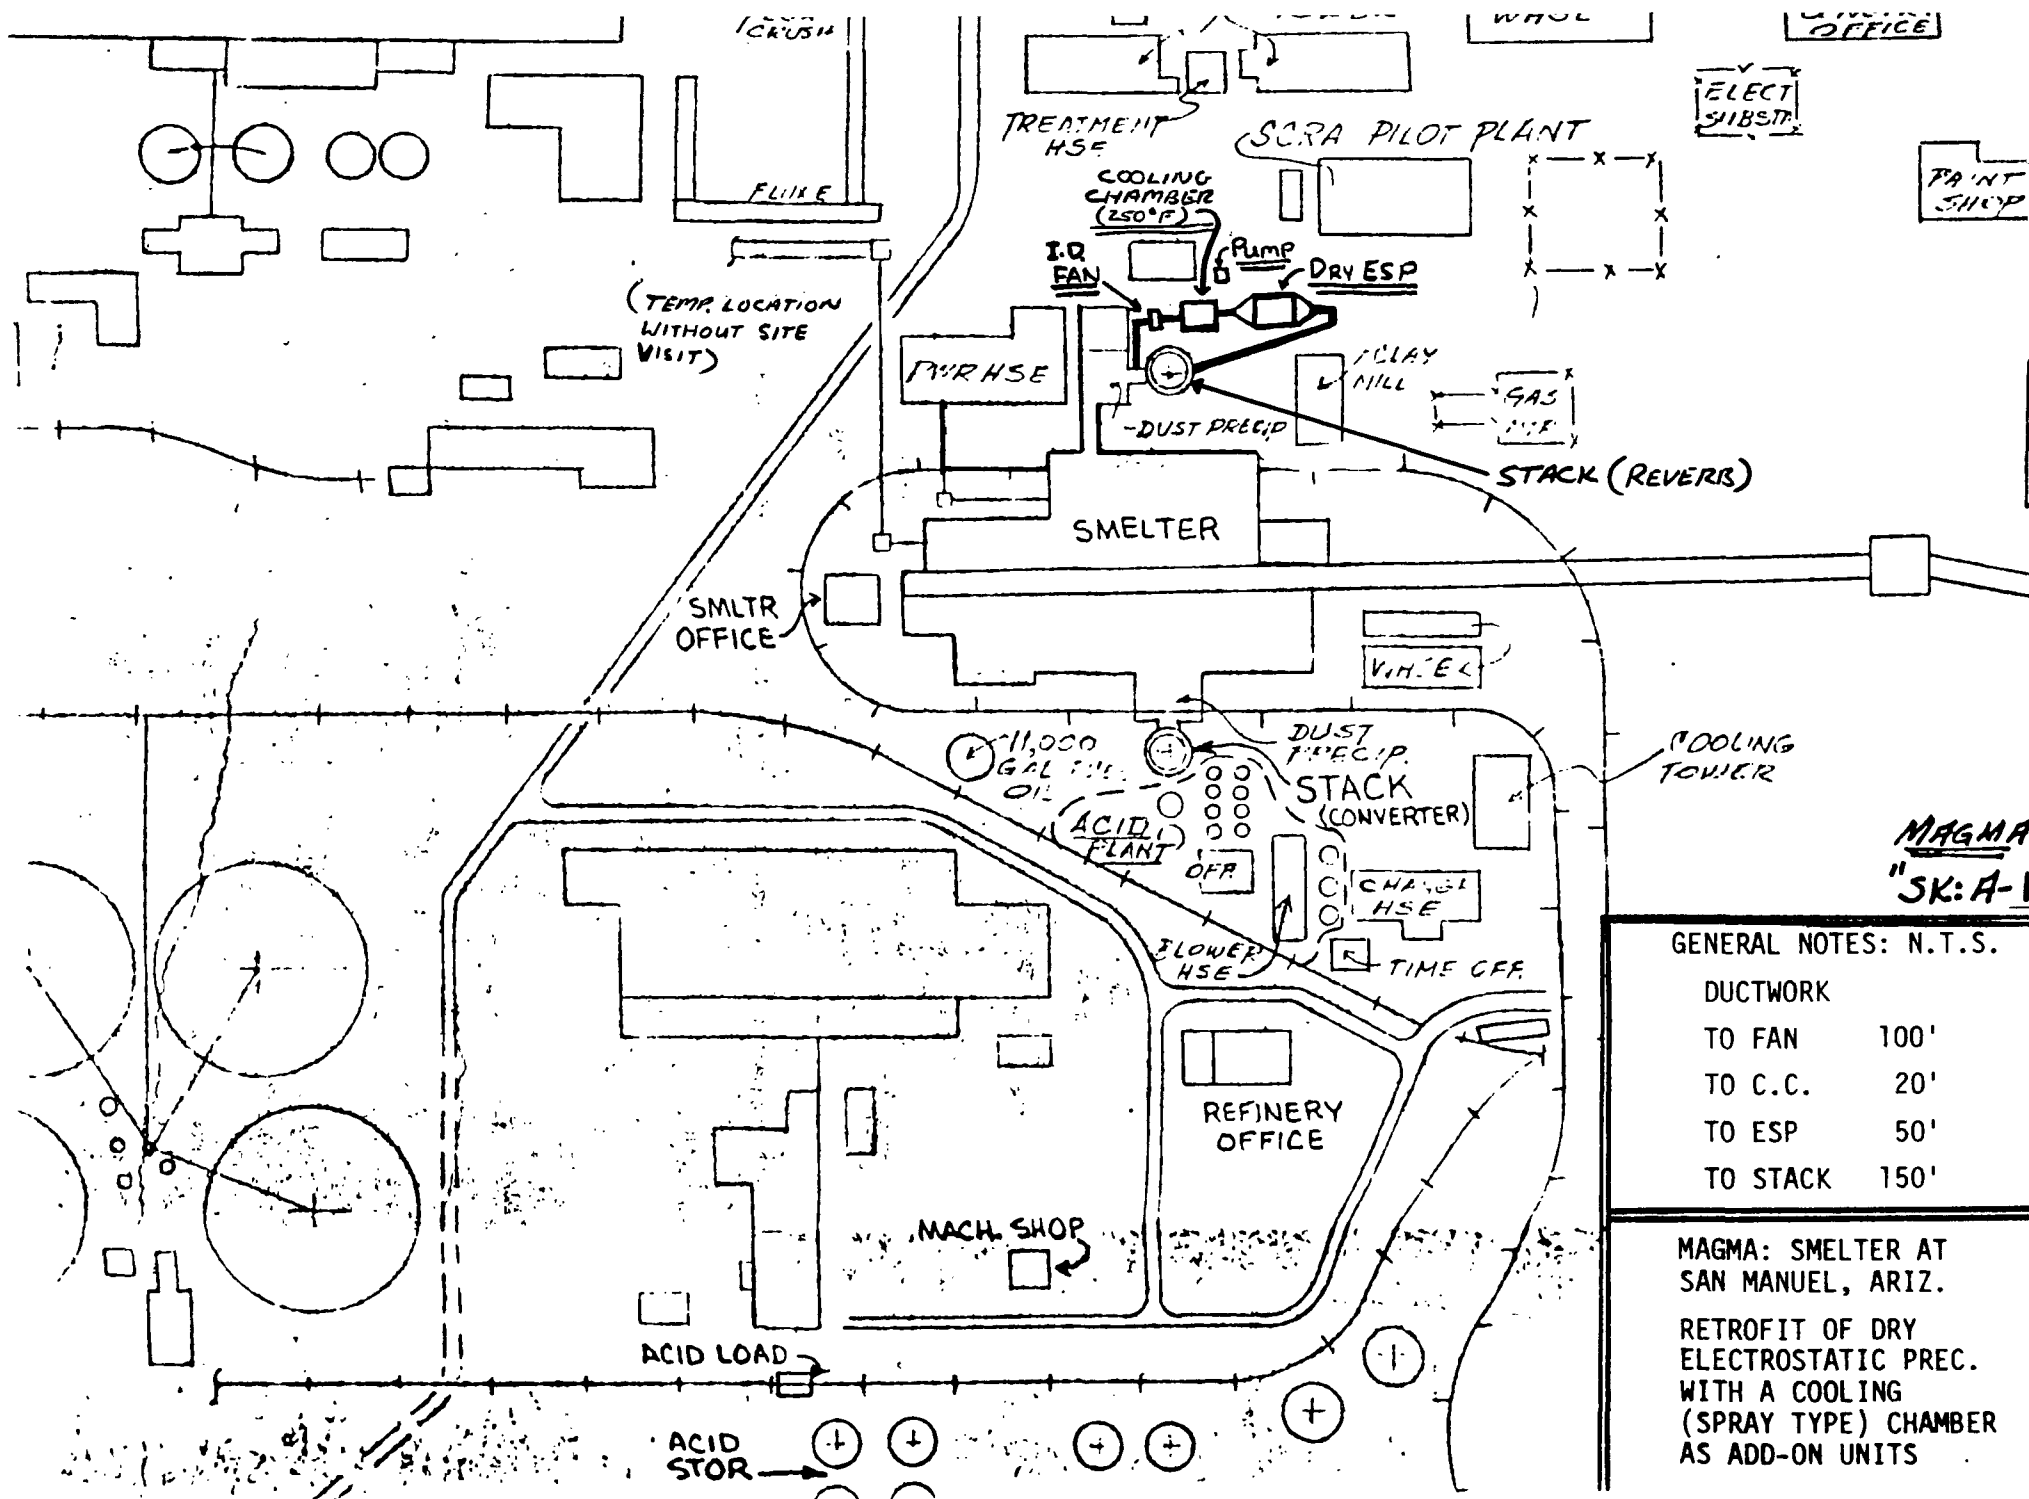 CRUSH
OFFICE
ELECT
SUBST.
TREATMENT
HSE
SCRA PILOT PLANT
PAINT
SHOP
COOLING
CHAMBER
(250°F)
I.D.
FAN
PUMP
DRY ESP
(TEMP. LOCATION
WITHOUT SITE
VISIT)
PWR HSE
MILL
GAS
DUST PRECIP
STACK (REVERB)
SMELTER
SMLTR
OFFICE
11,000
GAL
OIL
DUST
PRECIP.
STACK
(CONVERTER)
COOLING
TOWER
ACID
PLANT
OFF.
CHANGE
HSE
BLOWER
HSE
TIME OFF.
MAGMA
"SK: A-1
GENERAL NOTES: N.T.S.
DUCTWORK
TO FAN 100'
TO C.C. 20'
TO ESP 50'
TO STACK 150'
REFINERY
OFFICE
MACH. SHOP
MAGMA: SMELTER AT
SAN MANUEL, ARIZ.
RETROFIT OF DRY
ELECTROSTATIC PREC.
WITH A COOLING
(SPRAY TYPE) CHAMBER
AS ADD-ON UNITS
ACID LOAD
ACID
STOR